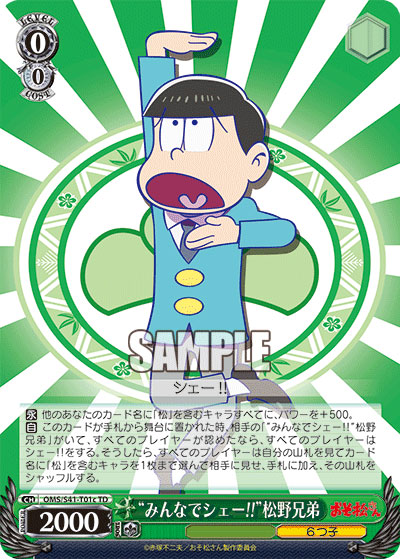 LEVEL
0
0
COST
SAMPLE
シェー!!
永 他のあなたのカード名に「松」を含むキャラすべてに、パワーを+500。
自 このカードが手札から舞台に置かれた時、相手の「“みんなでシェー!!”松野
兄弟」がいて、すべてのプレイヤーが認めたなら、すべてのプレイヤーはシェー
をする。そうしたら、すべてのプレイヤーは自分の山札を見てカード
名に「松」を含むキャラを1枚まで選んで相手に見せ、手札に加え、その山札を
シャッフルする。
CH OMS/S41-T01c TD
2000
“みんなでシェー!!”松野兄弟
おそ松さん
6つ子
©赤塚不二夫/おそ松さん製作委員会